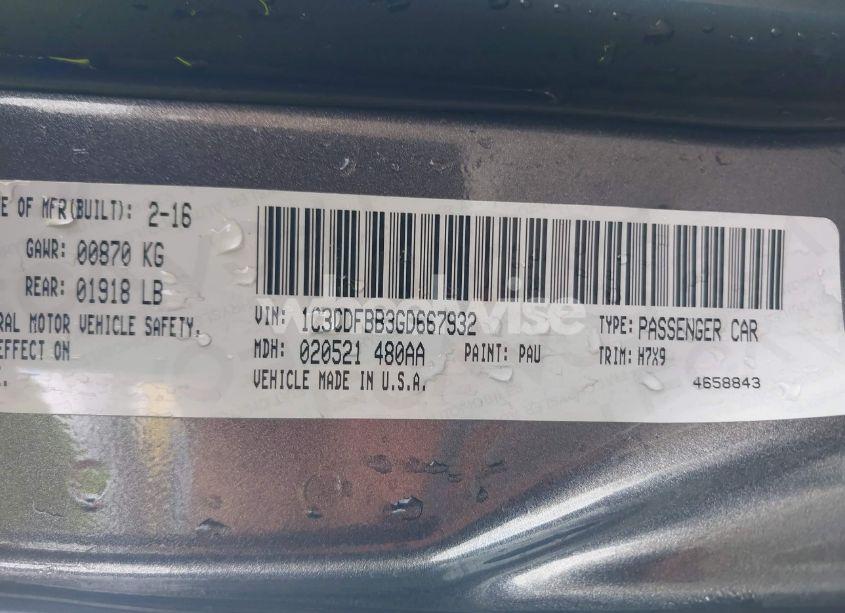 E OF MFR(BUILT): 2-16
GAWR: 00870 KG
REAR: 01918 LB
RAL MOTOR VEHICLE SAFETY,
EFFECT ON
VIN: 1C3DDFBB3GD667932
TYPE: PASSENGER CAR
MDH: 020521 480AA
PAINT: PAU
TRIM: H7X9
VEHICLE MADE IN U.S.A.
4658843